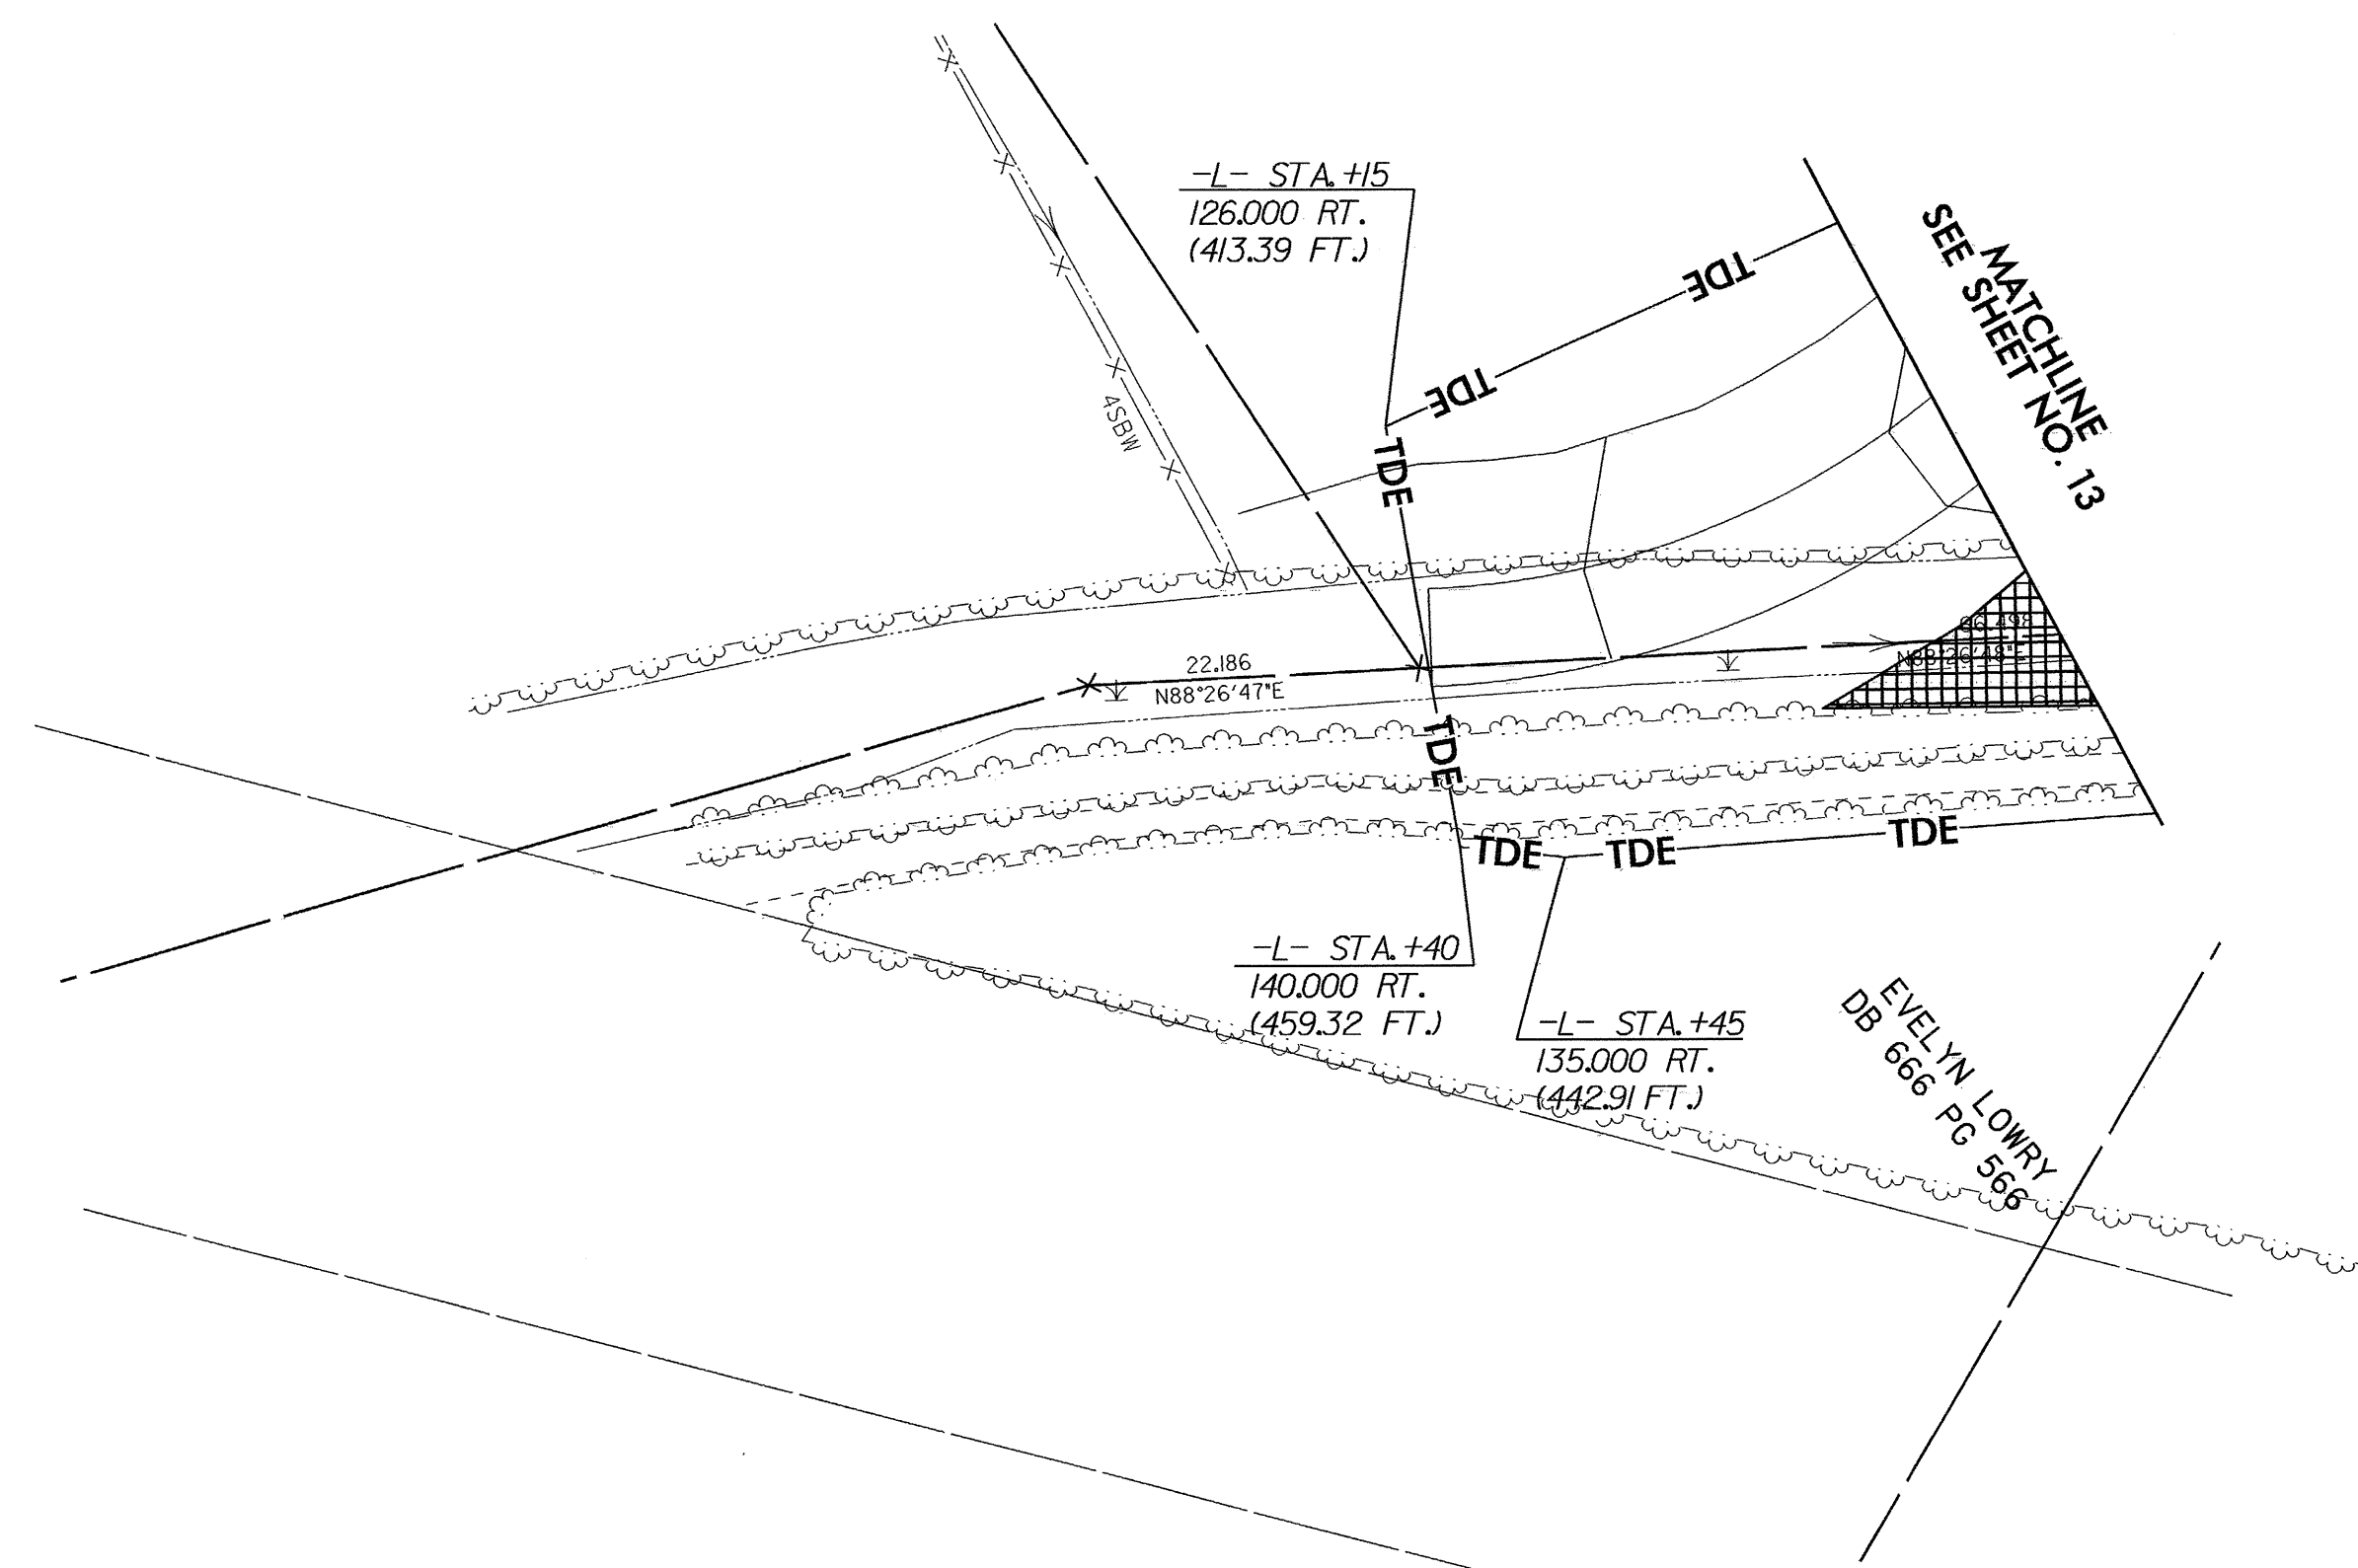 -L- STA.+15
126.000 RT.
(413.39 FT.)
TDE
TDE
TDE
MATCHLINE
SEE SHEET NO. 13
4SBW
22.186
N88°26'47"E
86.498
N88°26'48"E
TDE
TDE
TDE
TDE
-L- STA.+40
140.000 RT.
(459.32 FT.)
-L- STA.+45
135.000 RT.
(442.91 FT.)
EVELYN LOWRY
DB 666 PG 566